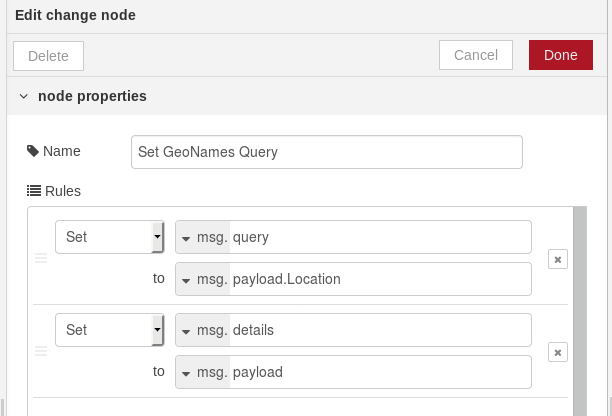 Edit change node
Delete Cancel Done
node properties
Name Set GeoNames Query
Rules
Set msg. query
to msg. payload.Location
Set msg. details
to msg. payload